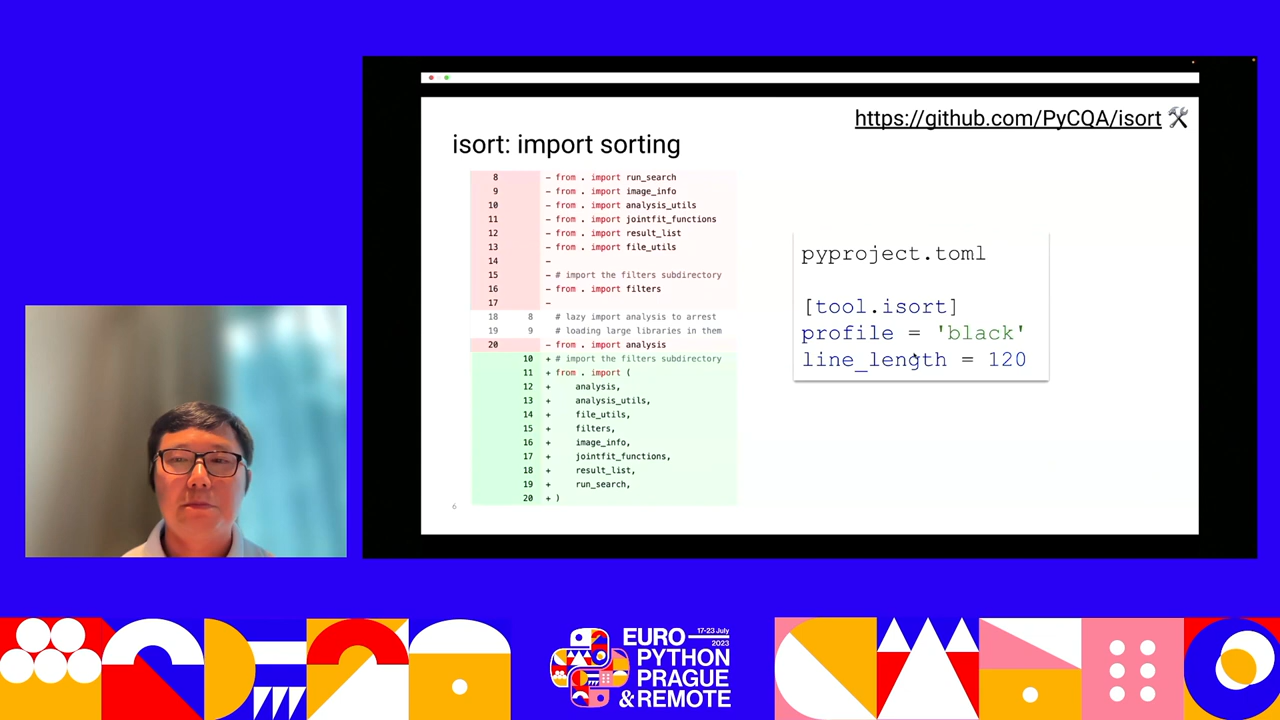 https://github.com/PyCQA/isort
isort: import sorting
8 - from . import run_search
9 - from . import image_info
10 - from . import analysis_utils
11 - from . import jointfit_functions
12 - from . import result_list
13 - from . import file_utils
14 -
15 - # import the filters subdirectory
16 - from . import filters
17 -
18 8 # lazy import analysis to arrest
19 9 # loading large libraries in them
20 - from . import analysis
10 + # import the filters subdirectory
11 + from . import (
12 + analysis,
13 + analysis_utils,
14 + file_utils,
15 + filters,
16 + image_info,
17 + jointfit_functions,
18 + result_list,
19 + run_search,
20 + )
pyproject.toml
[tool.isort]
profile = 'black'
line_length = 120
6
EURO 17-23 July 2023
PYTHON
PRAGUE
& REMOTE